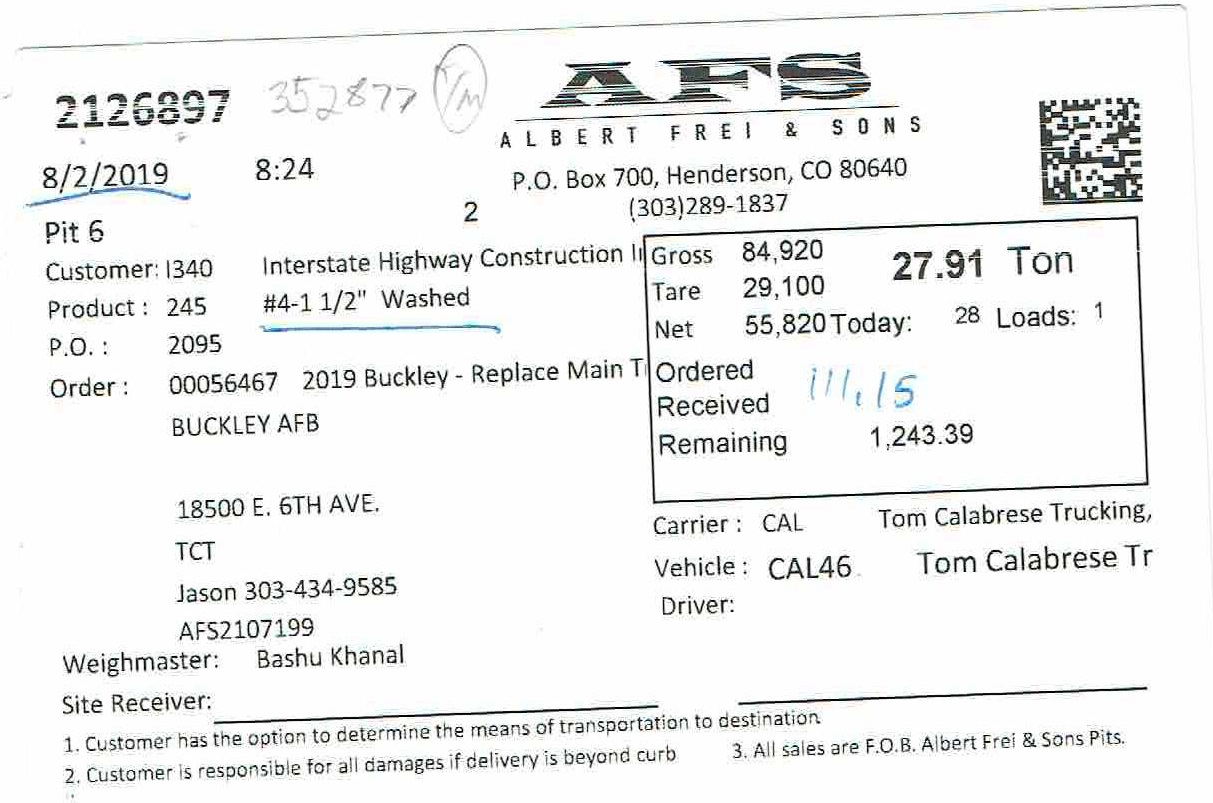 2126897 352877 T/M
AFS
ALBERT FREI & SONS
8/2/2019 8:24
P.O. Box 700, Henderson, CO 80640
(303)289-1837
Pit 6 2
Customer: I340 Interstate Highway Construction I
Product : 245 #4-1 1/2" Washed
P.O. : 2095
Order : 00056467 2019 Buckley - Replace Main T
BUCKLEY AFB
18500 E. 6TH AVE.
TCT
Jason 303-434-9585
AFS2107199
Gross 84,920 27.91 Ton
Tare 29,100
Net 55,820 Today: 28 Loads: 1
Ordered
Received 111.15
Remaining 1,243.39
Carrier : CAL Tom Calabrese Trucking,
Vehicle : CAL46 Tom Calabrese Tr
Driver:
Weighmaster: Bashu Khanal
Site Receiver:
1. Customer has the option to determine the means of transportation to destination
2. Customer is responsible for all damages if delivery is beyond curb 3. All sales are F.O.B. Albert Frei & Sons Pits.